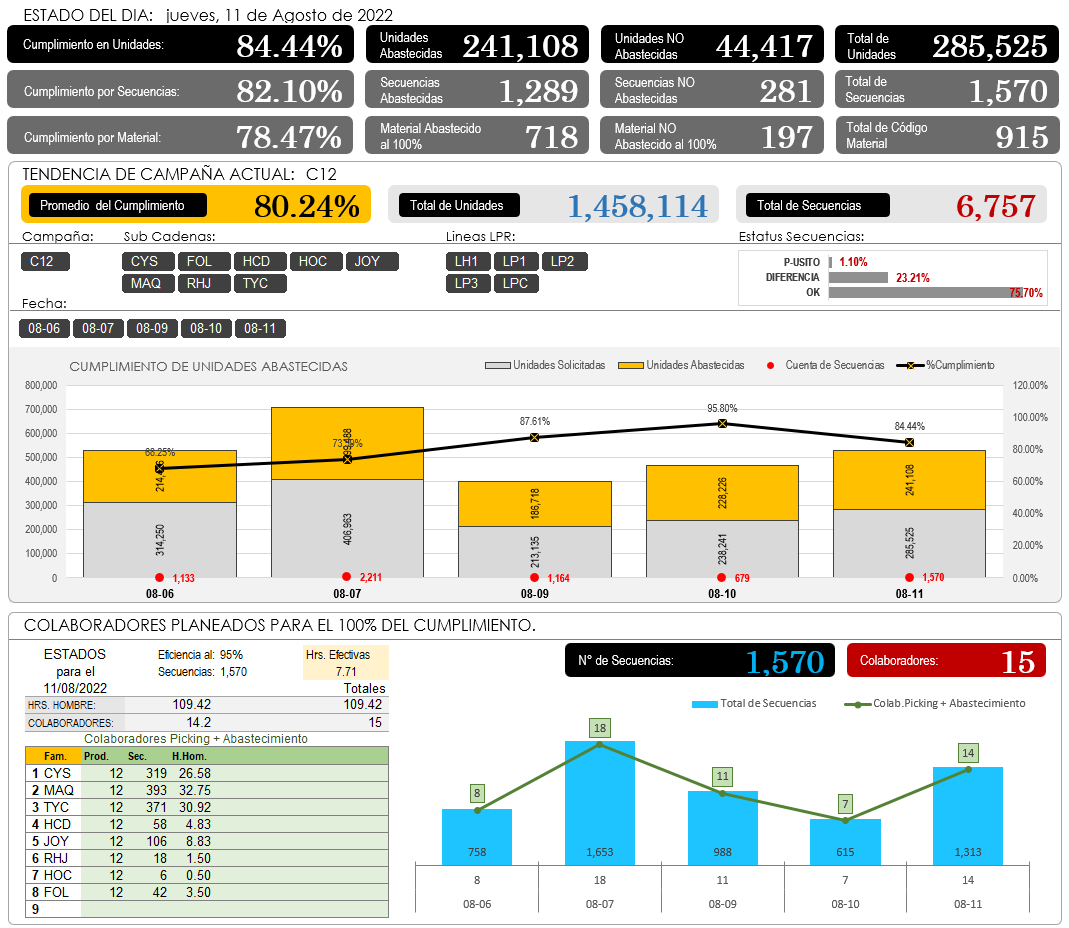 ESTADO DEL DIA: jueves, 11 de Agosto de 2022
Cumplimiento en Unidades: 84.44%
Unidades Abastecidas 241,108
Unidades NO Abastecidas 44,417
Total de Unidades 285,525
Cumplimiento por Secuencias: 82.10%
Secuencias Abastecidas 1,289
Secuencias NO Abastecidas 281
Total de Secuencias 1,570
Cumplimiento por Material: 78.47%
Material Abastecido al 100% 718
Material NO Abastecido al 100% 197
Total de Código Material 915
TENDENCIA DE CAMPAÑA ACTUAL: C12
Promedio del Cumplimiento 80.24%
Total de Unidades 1,458,114
Total de Secuencias 6,757
Campaña: Sub Cadenas: Lineas LPR: Estatus Secuencias:
C12 CYS FOL HCD HOC JOY LH1 LP1 LP2
MAQ RHJ TYC LP3 LPC
P-USITO 1.10%
DIFERENCIA 23.21%
OK 75.70%
Fecha:
08-06 08-07 08-09 08-10 08-11
CUMPLIMIENTO DE UNIDADES ABASTECIDAS
Unidades Solicitadas Unidades Abastecidas Cuenta de Secuencias %Cumplimiento
800,000
700,000
600,000
500,000
400,000
300,000
200,000
100,000
0
120.00%
100.00%
80.00%
60.00%
40.00%
20.00%
0.00%
68.25% 87.61% 95.80% 84.44%
186,718 228,226 241,108
314,250 406,963 213,135 238,241 285,525
1,133 2,211 1,164 679 1,570
08-06 08-07 08-09 08-10 08-11
COLABORADORES PLANEADOS PARA EL 100% DEL CUMPLIMIENTO.
ESTADOS para el 11/08/2022
Eficiencia al: 95%
Secuencias: 1,570
Hrs. Efectivas
7.71
Totales
HRS. HOMBRE: 109.42 109.42
COLABORADORES: 14.2 15
Colaboradores Picking + Abastecimiento
Fam. Prod. Sec. H.Hom.
1 CYS 12 319 26.58
2 MAQ 12 393 32.75
3 TYC 12 371 30.92
4 HCD 12 58 4.83
5 JOY 12 106 8.83
6 RHJ 12 18 1.50
7 HOC 12 6 0.50
8 FOL 12 42 3.50
9
N° de Secuencias: 1,570
Colaboradores: 15
Total de Secuencias Colab.Picking + Abastecimiento
8 18 11 7 14
758 1,653 988 615 1,313
8 18 11 7 14
08-06 08-07 08-09 08-10 08-11